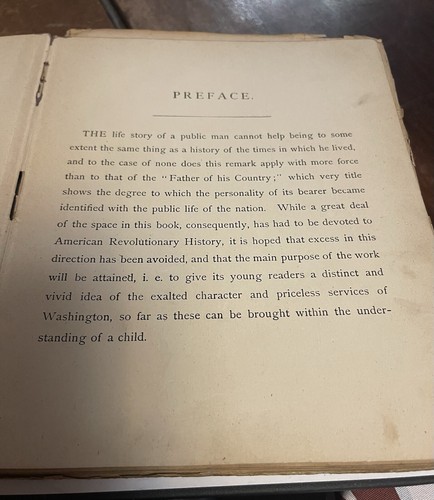 PREFACE.
THE life story of a public man cannot help being to some
extent the same thing as a history of the times in which he lived,
and to the case of none does this remark apply with more force
than to that of the "Father of his Country;" which very title
shows the degree to which the personality of its bearer became
identified with the public life of the nation. While a great deal
of the space in this book, consequently, has had to be devoted to
American Revolutionary History, it is hoped that excess in this
direction has been avoided, and that the main purpose of the work
will be attained, i. e. to give its young readers a distinct and
vivid idea of the exalted character and priceless services of
Washington, so far as these can be brought within the under-
standing of a child.